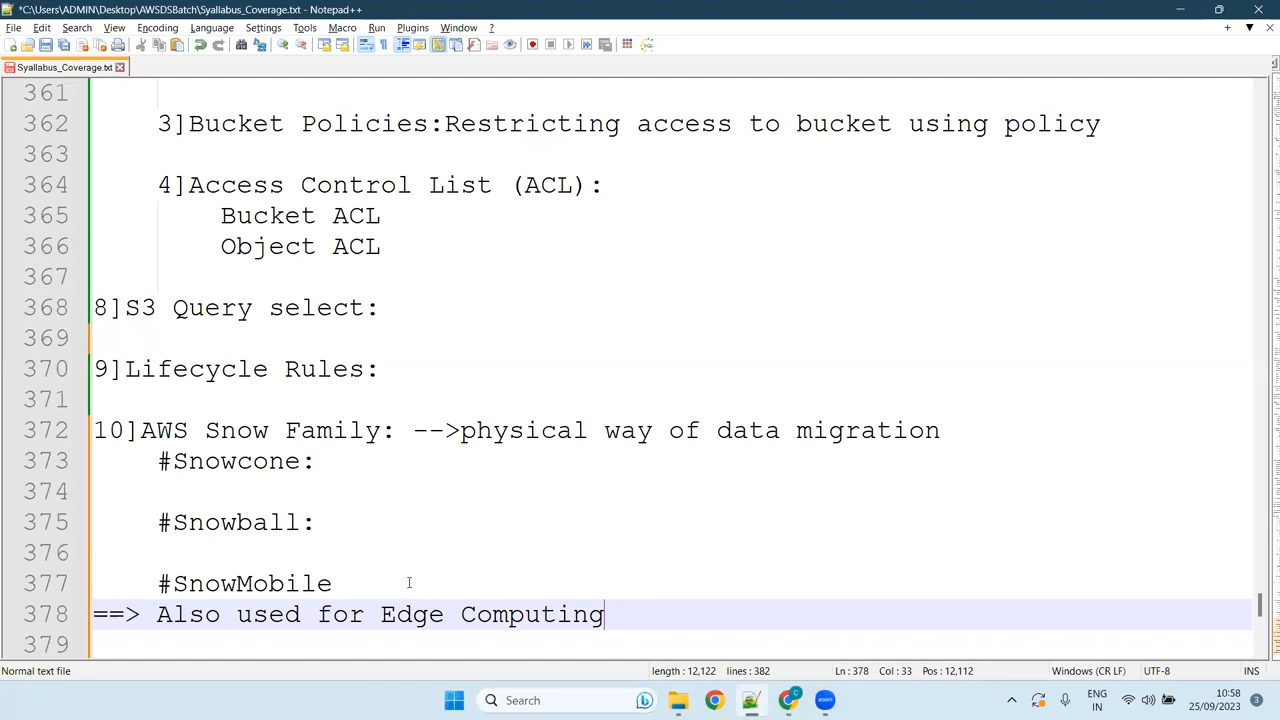 *C:\Users\ADMIN\Desktop\AWSDSBatch\Syallabus_Coverage.txt - Notepad++
File Edit Search View Encoding Language Settings Tools Macro Run Plugins Window ?
Syallabus_Coverage.txt
361
362 3]Bucket Policies:Restricting access to bucket using policy
363
364 4]Access Control List (ACL):
365 Bucket ACL
366 Object ACL
367
368 8]S3 Query select:
369
370 9]Lifecycle Rules:
371
372 10]AWS Snow Family: -->physical way of data migration
373 #Snowcone:
374
375 #Snowball:
376
377 #SnowMobile
378 ==> Also used for Edge Computing
379
Normal text file length : 12,122 lines : 382 Ln : 378 Col : 33 Pos : 12,112 Windows (CR LF) UTF-8 INS
Search ENG IN 10:58 25/09/2023